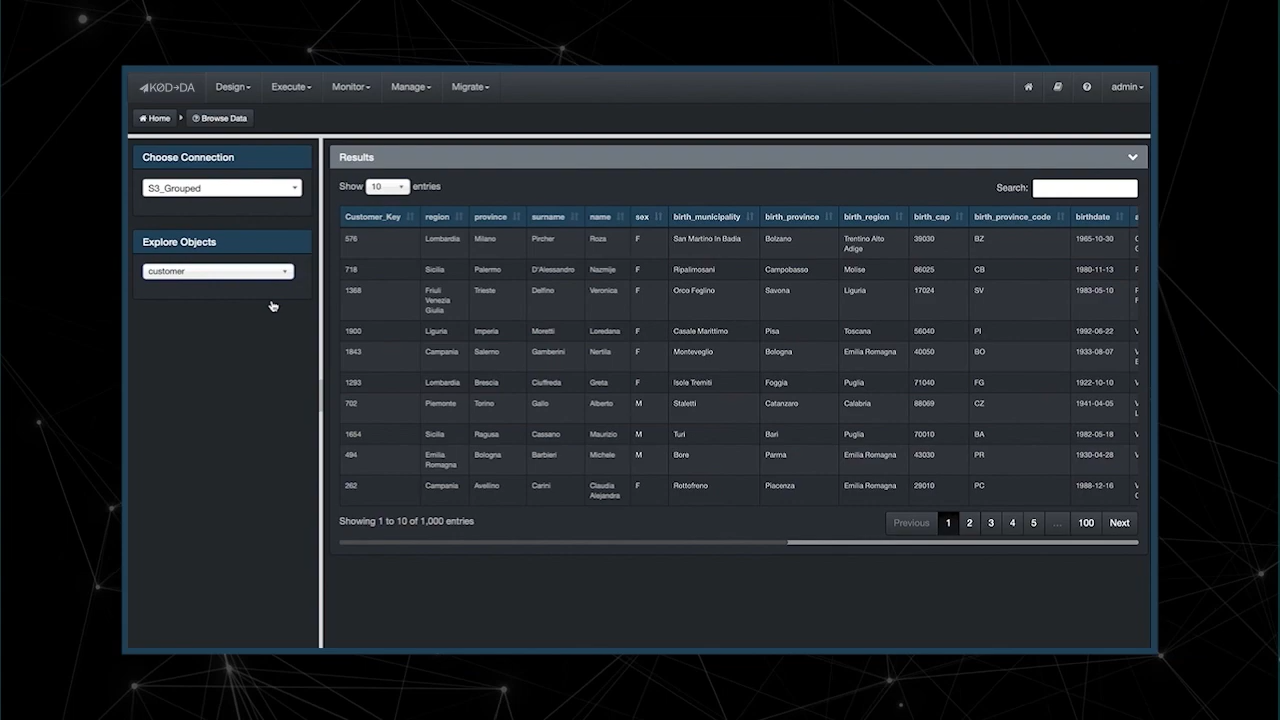 KØD→DA Design Execute Monitor Manage Migrate admin
Home Browse Data
Choose Connection
S3_Grouped
Explore Objects
customer
Results
Show 10 entries Search:
Customer_Key region province surname name sex birth_municipality birth_province birth_region birth_cap birth_province_code birthdate
576 Lombardia Milano Pircher Roza F San Martino In Badia Bolzano Trentino Alto Adige 39030 BZ 1965-10-30
718 Sicilia Palermo D'Alessandro Nazmije F Ripalimosani Campobasso Molise 86025 CB 1980-11-13
1368 Friuli Venezia Giulia Trieste Delfino Veronica F Orco Feglino Savona Liguria 17024 SV 1983-05-10
1900 Liguria Imperia Moretti Loredana F Casale Marittimo Pisa Toscana 56040 PI 1992-06-22
1843 Campania Salerno Gamberini Nertila F Monteveglio Bologna Emilia Romagna 40050 BO 1933-08-07
1293 Lombardia Brescia Ciuffreda Greta F Isole Tremiti Foggia Puglia 71040 FG 1922-10-10
702 Piemonte Torino Gallo Alberto M Staletti Catanzaro Calabria 88069 CZ 1941-04-05
1654 Sicilia Ragusa Cassano Maurizio M Turi Bari Puglia 70010 BA 1982-05-18
494 Emilia Romagna Bologna Barbieri Michele M Bore Parma Emilia Romagna 43030 PR 1930-04-28
262 Campania Avellino Carini Claudia Alejandra F Rottofreno Piacenza Emilia Romagna 29010 PC 1988-12-16
Showing 1 to 10 of 1,000 entries
Previous 1 2 3 4 5 … 100 Next